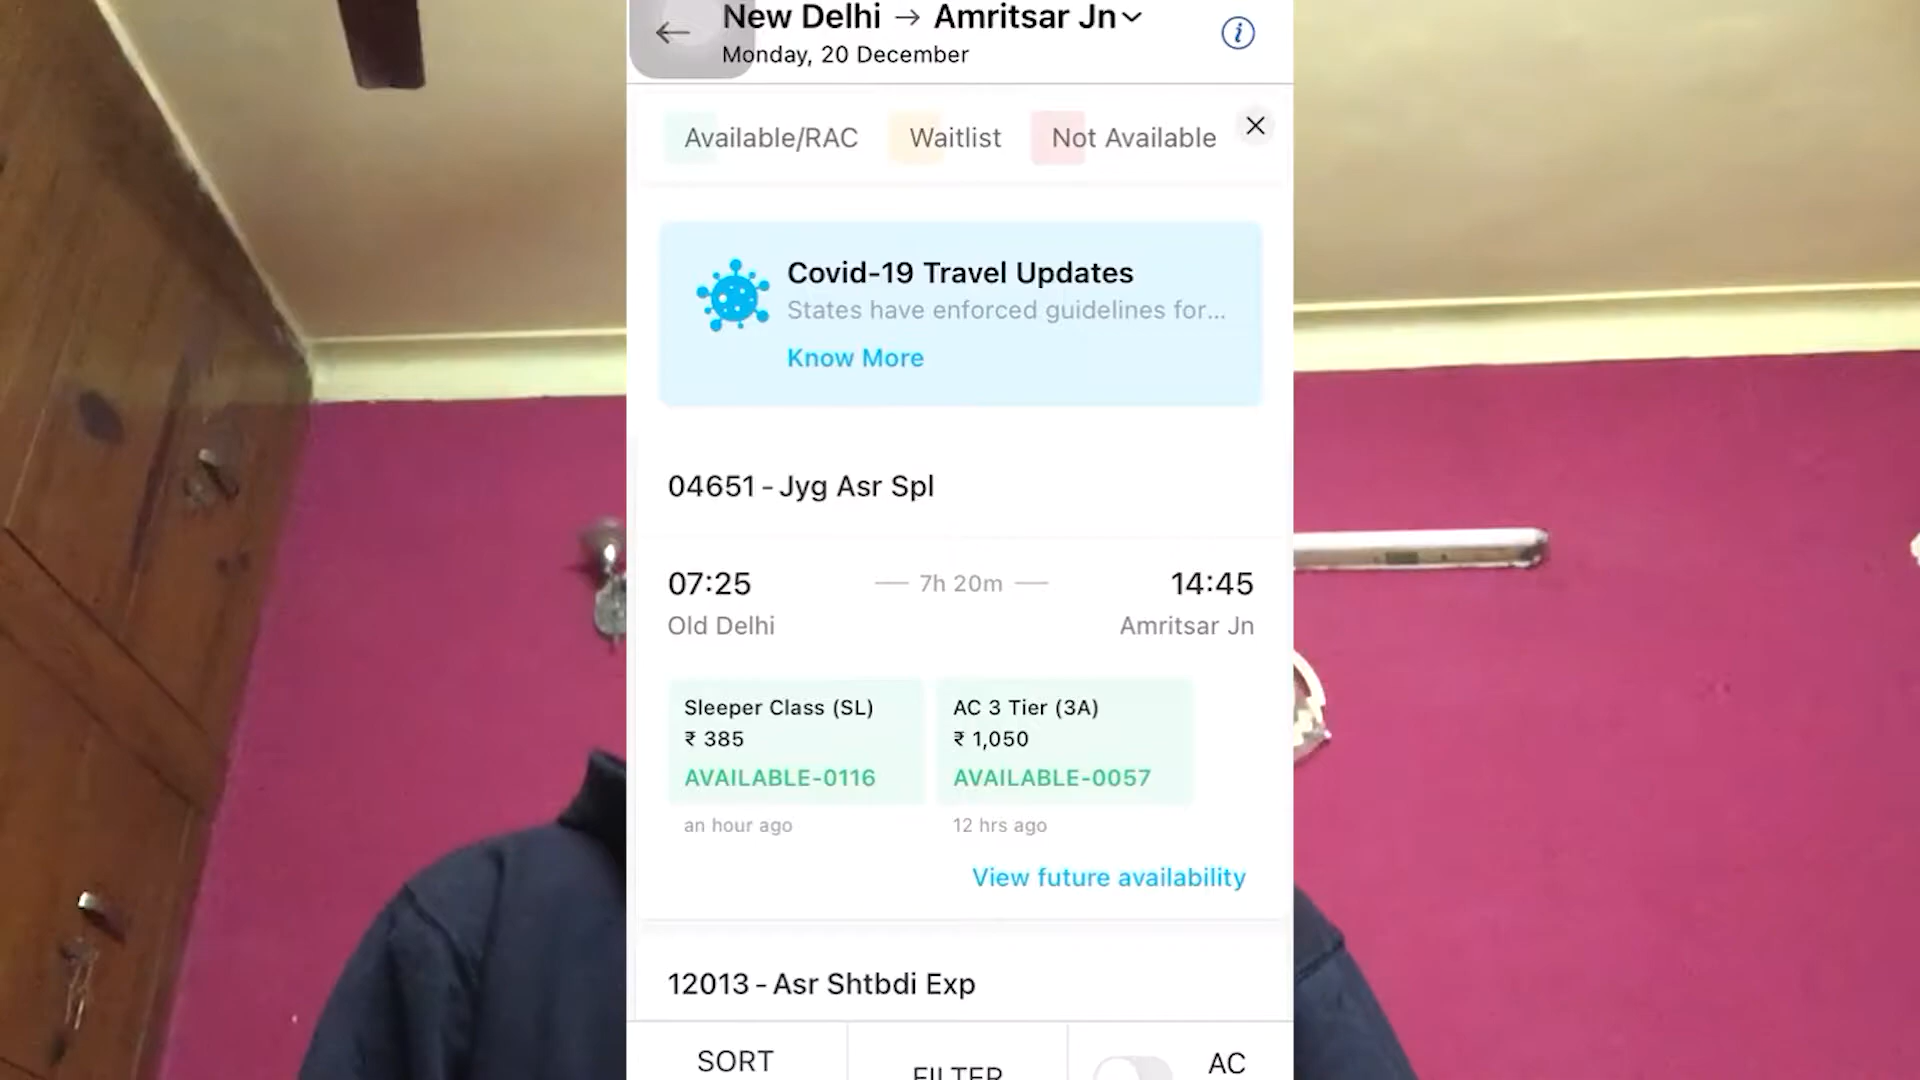 New Delhi → Amritsar Jn
Monday, 20 December
Available/RAC Waitlist Not Available
Covid-19 Travel Updates
States have enforced guidelines for...
Know More
04651 - Jyg Asr Spl
07:25 7h 20m 14:45
Old Delhi Amritsar Jn
Sleeper Class (SL) AC 3 Tier (3A)
₹ 385 ₹ 1,050
AVAILABLE-0116 AVAILABLE-0057
an hour ago 12 hrs ago
View future availability
12013 - Asr Shtbdi Exp
SORT FILTER AC